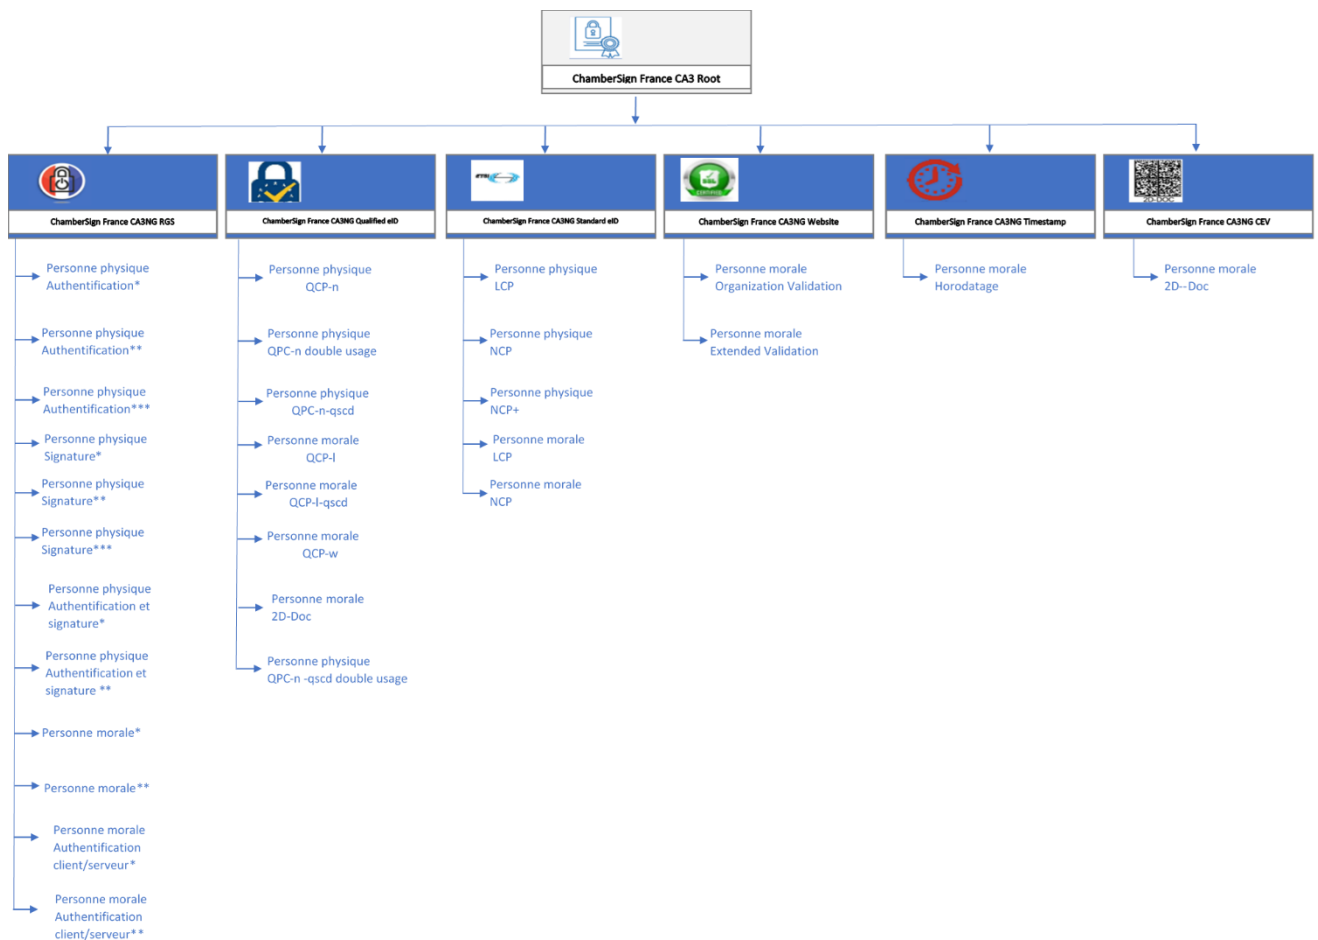 ChamberSign France CA3 Root
ChamberSign France CA3NG RGS
Personne physique
Authentification*
Personne physique
Authentification**
Personne physique
Authentification***
Personne physique
Signature*
Personne physique
Signature**
Personne physique
Signature***
Personne physique
Authentification et
signature*
Personne physique
Authentification et
signature **
Personne morale*
Personne morale**
Personne morale
Authentification
client/serveur*
Personne morale
Authentification
client/serveur**
ChamberSign France CA3NG Qualified eID
Personne physique
QCP-n
Personne physique
QPC-n double usage
Personne physique
QPC-n-qscd
Personne morale
QCP-l
Personne morale
QCP-l-qscd
Personne morale
QCP-w
Personne morale
2D-Doc
Personne physique
QPC-n -qscd double usage
ChamberSign France CA3NG Standard eID
Personne physique
LCP
Personne physique
NCP
Personne physique
NCP+
Personne morale
LCP
Personne morale
NCP
ChamberSign France CA3NG Website
Personne morale
Organization Validation
Personne morale
Extended Validation
ChamberSign France CA3NG Timestamp
Personne morale
Horodatage
2D-DOC
ChamberSign France CA3NG CEV
Personne morale
2D--Doc